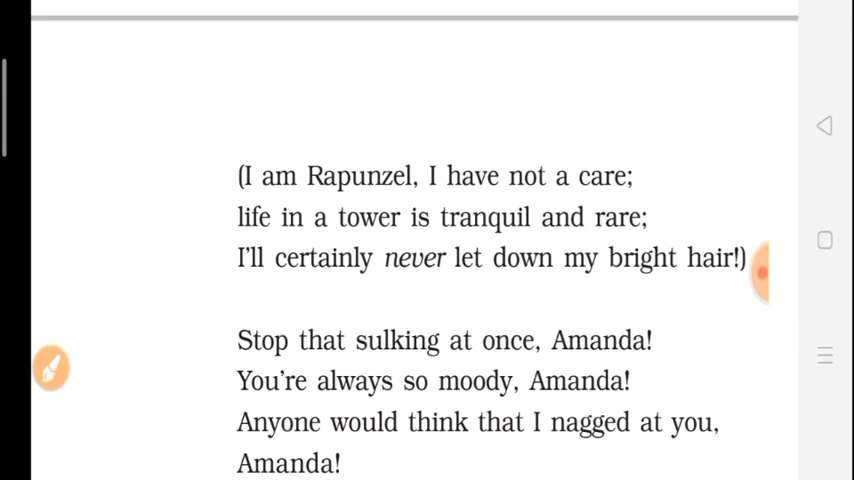 (I am Rapunzel, I have not a care;
life in a tower is tranquil and rare;
I'll certainly never let down my bright hair!)
Stop that sulking at once, Amanda!
You're always so moody, Amanda!
Anyone would think that I nagged at you,
Amanda!